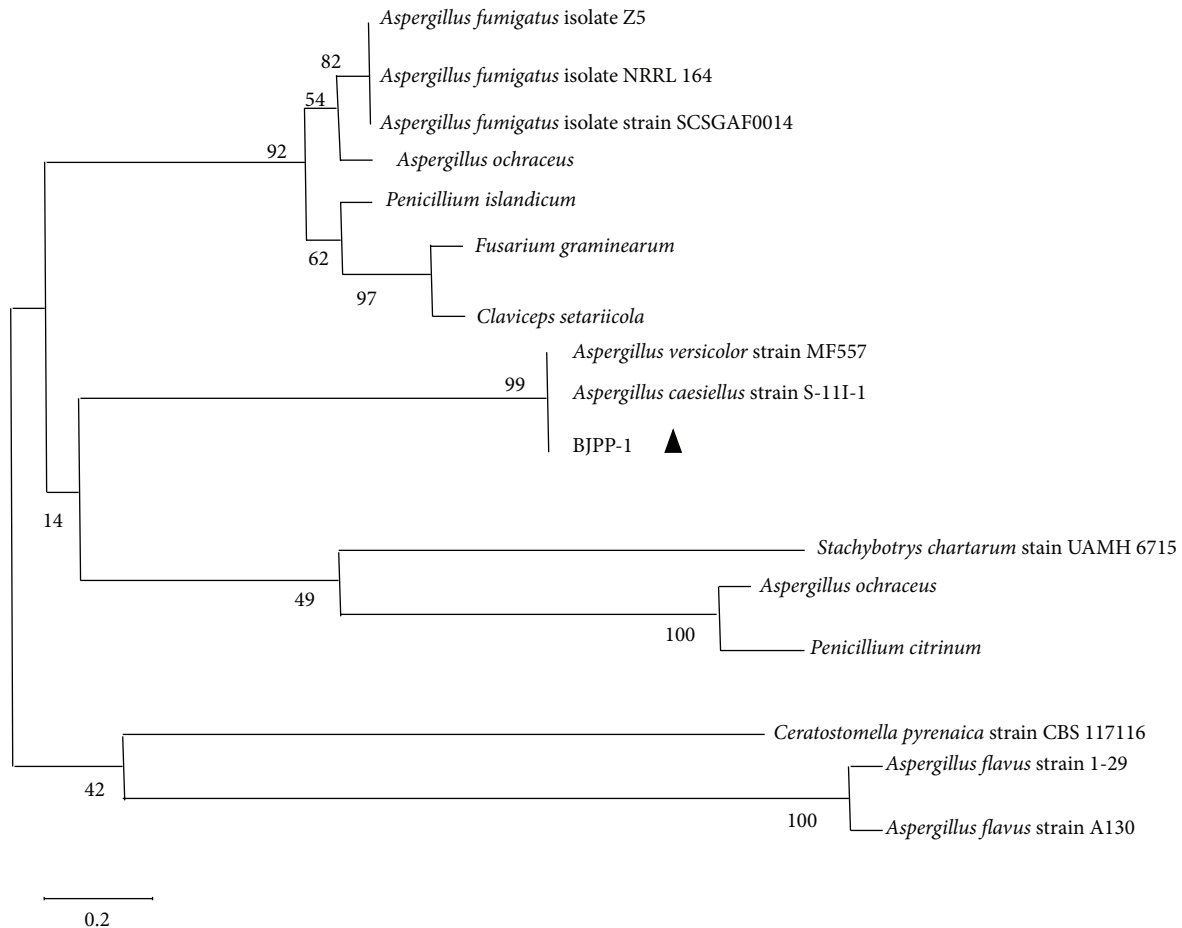 Aspergillus fumigatus isolate Z5
82
Aspergillus fumigatus isolate NRRL 164
54
Aspergillus fumigatus isolate strain SCSGAF0014
92
Aspergillus ochraceus
Penicillium islandicum
Fusarium graminearum
62
97
Claviceps setariicola
Aspergillus versicolor strain MF557
99
Aspergillus caesiellus strain S-11I-1
BJPP-1
14
Stachybotrys chartarum stain UAMH 6715
Aspergillus ochraceus
49
100
Penicillium citrinum
Ceratostomella pyrenaica strain CBS 117116
Aspergillus flavus strain 1-29
42
100
Aspergillus flavus strain A130
0.2